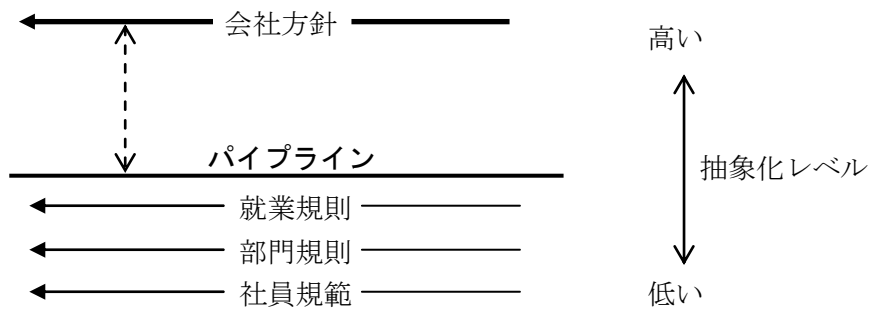 会社方針
高い
パイプライン
抽象化レベル
就業規則
部門規則
社員規範
低い